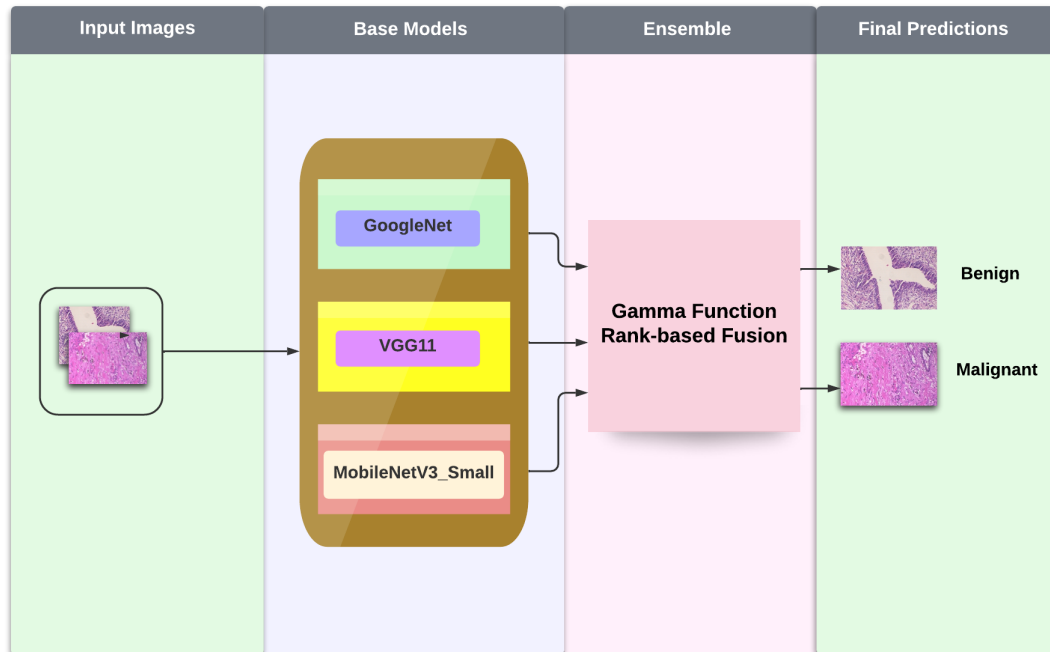 Input Images
Base Models
Ensemble
Final Predictions
GoogleNet
VGG11
MobileNetV3_Small
Gamma Function
Rank-based Fusion
Benign
Malignant